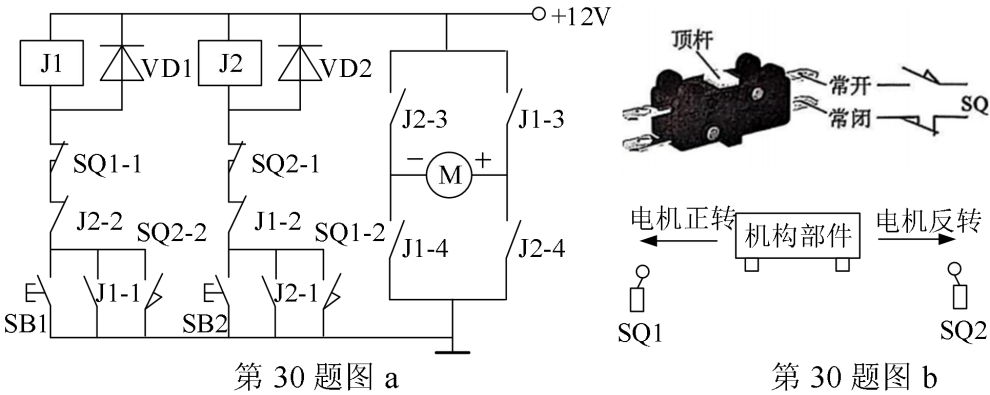 +12V
J1
VD1
J2
VD2
J2-3
J1-3
SQ1-1
SQ2-1
− M +
J2-2
J1-2
SQ2-2
SQ1-2
J1-4
J2-4
J1-1
J2-1
SB1
SB2
第 30 题图 a
顶杆
常开
常闭
SQ
电机正转
机构部件
电机反转
SQ1
SQ2
第 30 题图 b